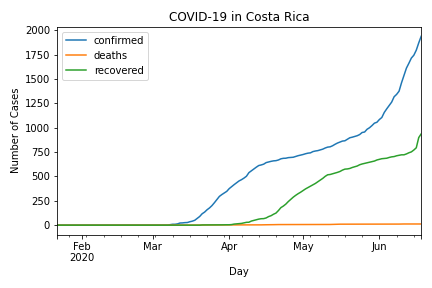 COVID-19 in Costa Rica
confirmed
deaths
recovered
2000
1750
1500
1250
1000
750
500
250
0
Number of Cases
Feb
2020
Mar
Apr
May
Jun
Day